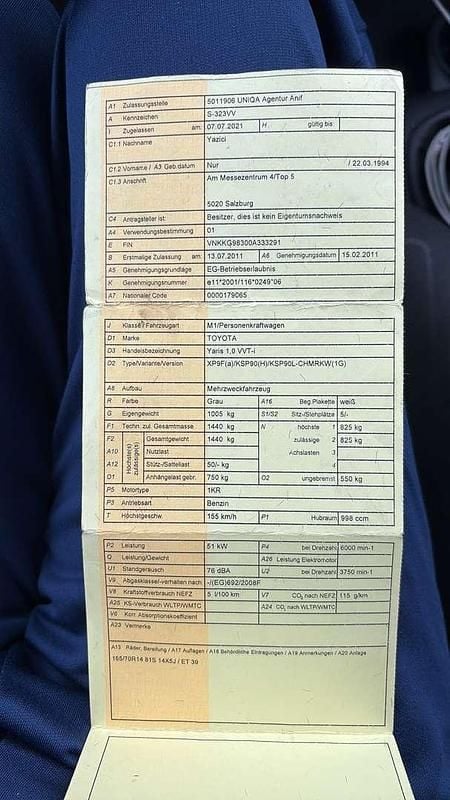 A1 Zulassungsstelle 5011906 UNIQA Agentur Anif
A Kennzeichen S-323VV
I Zugelassen am: 07.07.2021 H gültig bis:
C1.1 Nachname Yazici
C1.2 Vorname / A3 Geb.datum Nur / 22.03.1994
C1.3 Anschrift Am Messezentrum 4/Top 5
5020 Salzburg
C4 Antragsteller ist: Besitzer, dies ist kein Eigentumsnachweis
A4 Verwendungsbestimmung 01
E FIN VNKKG98300A333291
B Erstmalige Zulassung am: 13.07.2011 A6 Genehmigungsdatum 15.02.2011
A5 Genehmigungsgrundlage EG-Betriebserlaubnis
K Genehmigungsnummer e11*2001/116*0249*06
A7 Nationaler Code 0000179065
J Klasse/Fahrzeugart M1/Personenkraftwagen
D1 Marke TOYOTA
D3 Handelsbezeichnung Yaris 1,0 VVT-i
D2 Type/Variante/Version XP9F(a)/KSP90(H)/KSP90L-CHMRKW(1G)
A8 Aufbau Mehrzweckfahrzeug
R Farbe Grau A16 Beg.Plakette weiß
G Eigengewicht 1005 kg S1/S2 Sitz-/Stehplätze 5/-
F1 Techn. zul. Gesamtmasse 1440 kg N höchste 1 825 kg
F2 Höchste(s) zulässige(s) Gesamtgewicht 1440 kg zulässige 2 825 kg
A10 Nutzlast Achslasten 3
A12 Stütz-/Sattellast 50/- kg 4
O1 Anhängelast gebr. 750 kg O2 ungebremst 550 kg
P5 Motortype 1KR
P3 Antriebsart Benzin
T Höchstgeschw. 155 km/h P1 Hubraum 998 ccm
P2 Leistung 51 kW P4 bei Drehzahl 6000 min-1
Q Leistung/Gewicht A26 Leistung Elektromotor
U1 Standgeräusch 76 dBA U2 bei Drehzahl 3750 min-1
V9 Abgasklasse/-verhalten nach -/(EG)692/2008F
V8 Kraftstoffverbrauch NEFZ 5 l/100 km V7 CO₂ nach NEFZ 115 g/km
A25 KS-Verbrauch WLTP/WMTC A24 CO₂ nach WLTP/WMTC
V6 Korr. Absorptionskoeffizient
A23 Vermerke
A13 Räder, Bereifung / A17 Auflagen / A18 Behördliche Eintragungen / A19 Anmerkungen / A20 Anlage
165/70R14 81S 14X5J / ET 39